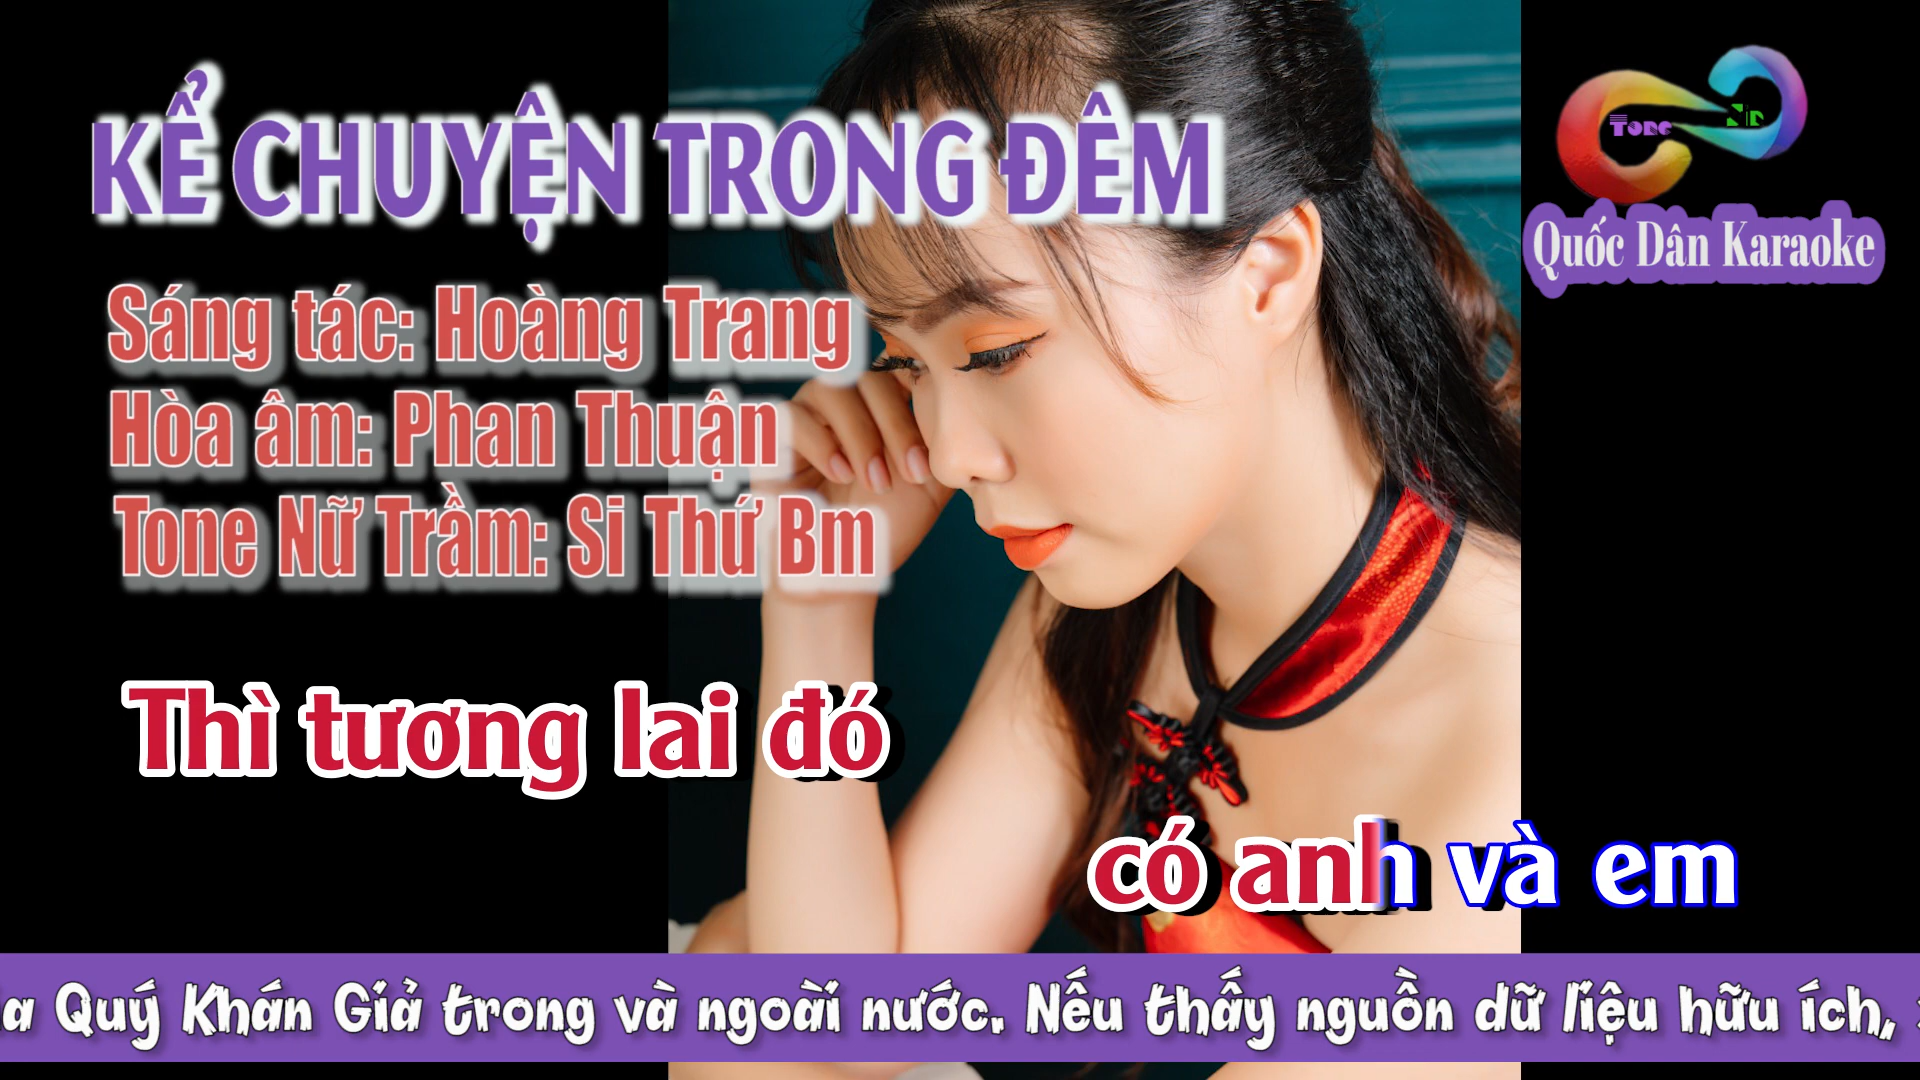 KỂ CHUYỆN TRONG ĐÊM
Sáng tác: Hoàng Trang
Hòa âm: Phan Thuận
Tone Nữ Trầm: Si Thứ Bm
Tone
Quốc Dân Karaoke
Thì tương lai đó
có anh và em
Quý Khán Giả trong và ngoài nước. Nếu thấy nguồn dữ liệu hữu ích,